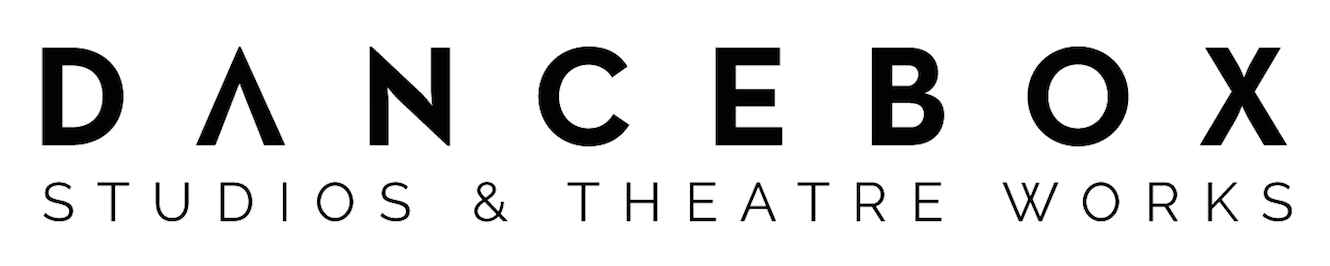 DANCEBOX
STUDIOS & THEATRE WORKS